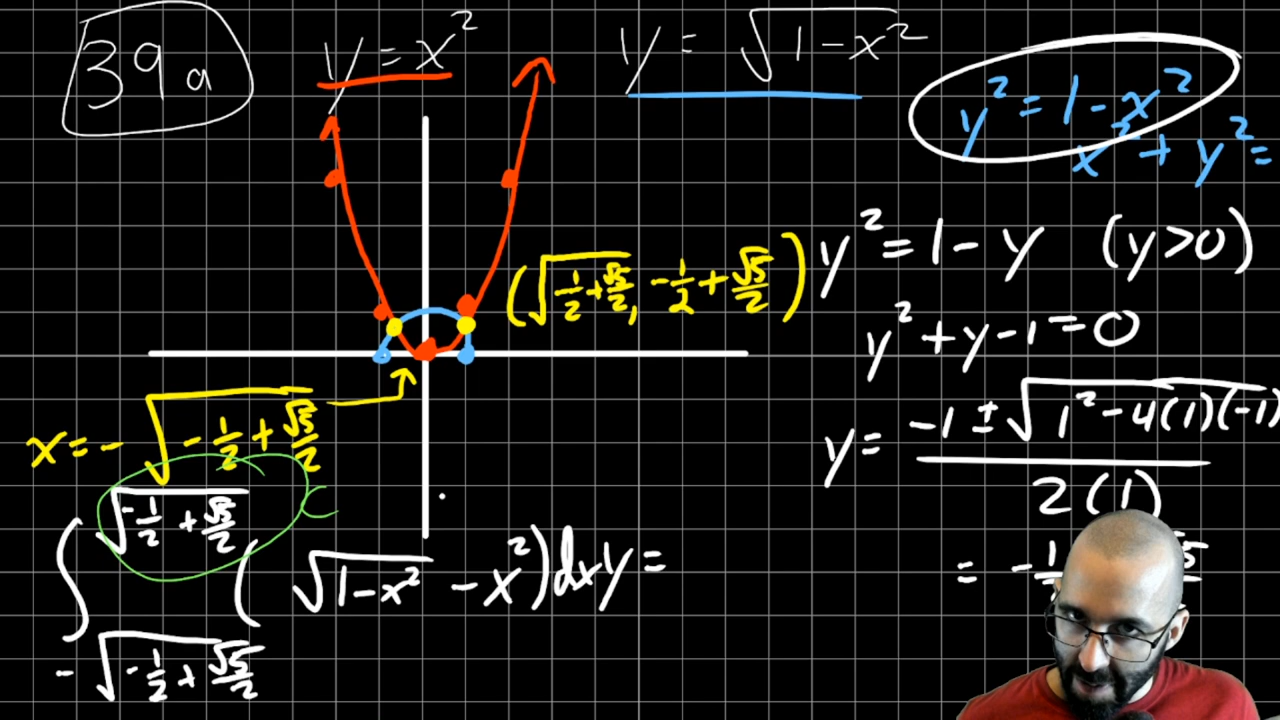 39a
y = x²
y = √(1 - x²)
y² = 1 - x²
x² + y² =
y² = 1 - y (y>0)
(√(1/2 + √5/2), -1/2 + √5/2)
y² + y - 1 = 0
y = (-1 ± √(1² - 4(1)(-1))) / 2(1)
x = - √(-1/2 + √5/2)
∫ from -√(-1/2 + √5/2) to √(-1/2 + √5/2) (√(1-x²) - x²) dx y =
C
= -1